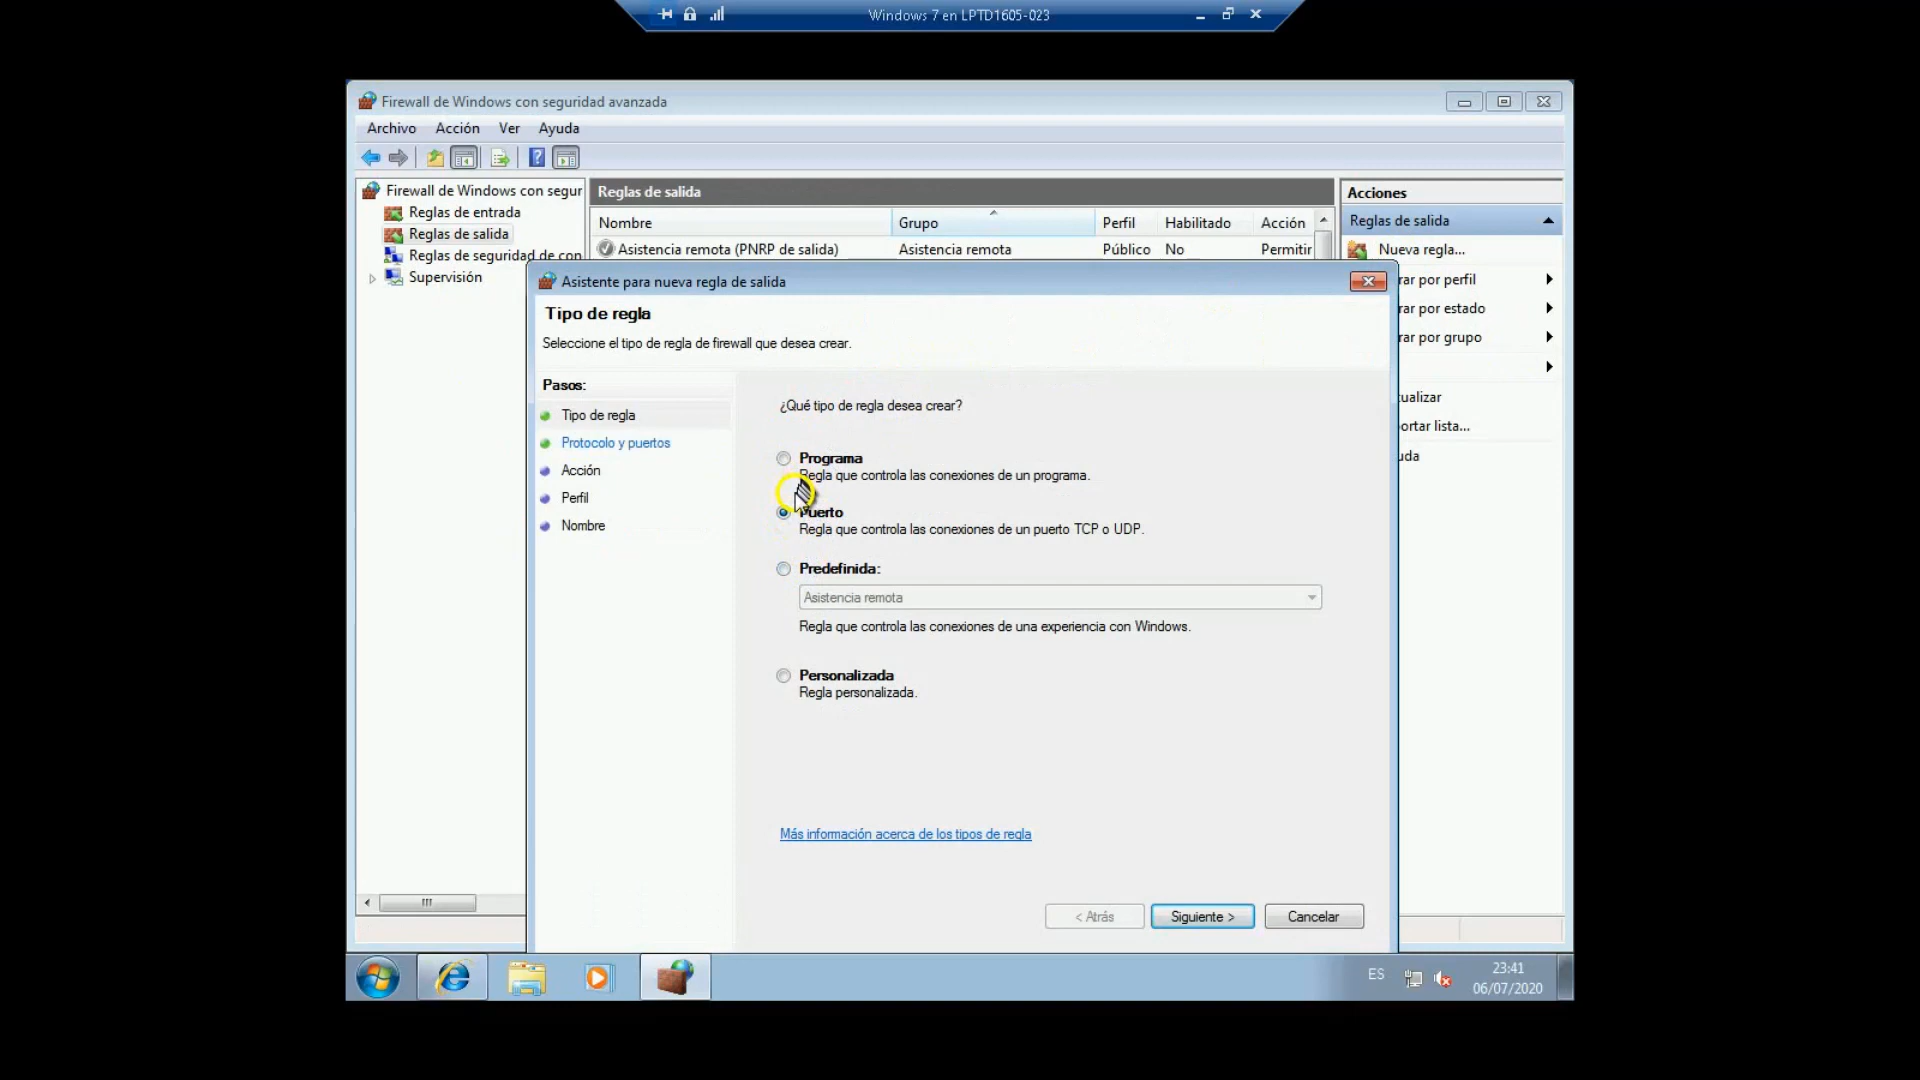 Windows 7 en LPTD1605-023
Firewall de Windows con seguridad avanzada
Archivo Acción Ver Ayuda
Firewall de Windows con segur
Reglas de entrada
Reglas de salida
Reglas de seguridad de con
Supervisión
Reglas de salida
Nombre Grupo Perfil Habilitado Acción
Asistencia remota (PNRP de salida) Asistencia remota Público No Permitir
Acciones
Reglas de salida
Nueva regla...
rar por perfil
rar por estado
rar por grupo
ualizar
ortar lista...
uda
Asistente para nueva regla de salida
Tipo de regla
Seleccione el tipo de regla de firewall que desea crear.
Pasos:
Tipo de regla
Protocolo y puertos
Acción
Perfil
Nombre
¿Qué tipo de regla desea crear?
Programa
Regla que controla las conexiones de un programa.
Puerto
Regla que controla las conexiones de un puerto TCP o UDP.
Predefinida:
Asistencia remota
Regla que controla las conexiones de una experiencia con Windows.
Personalizada
Regla personalizada.
Más información acerca de los tipos de regla
< Atrás Siguiente > Cancelar
ES
23:41
06/07/2020